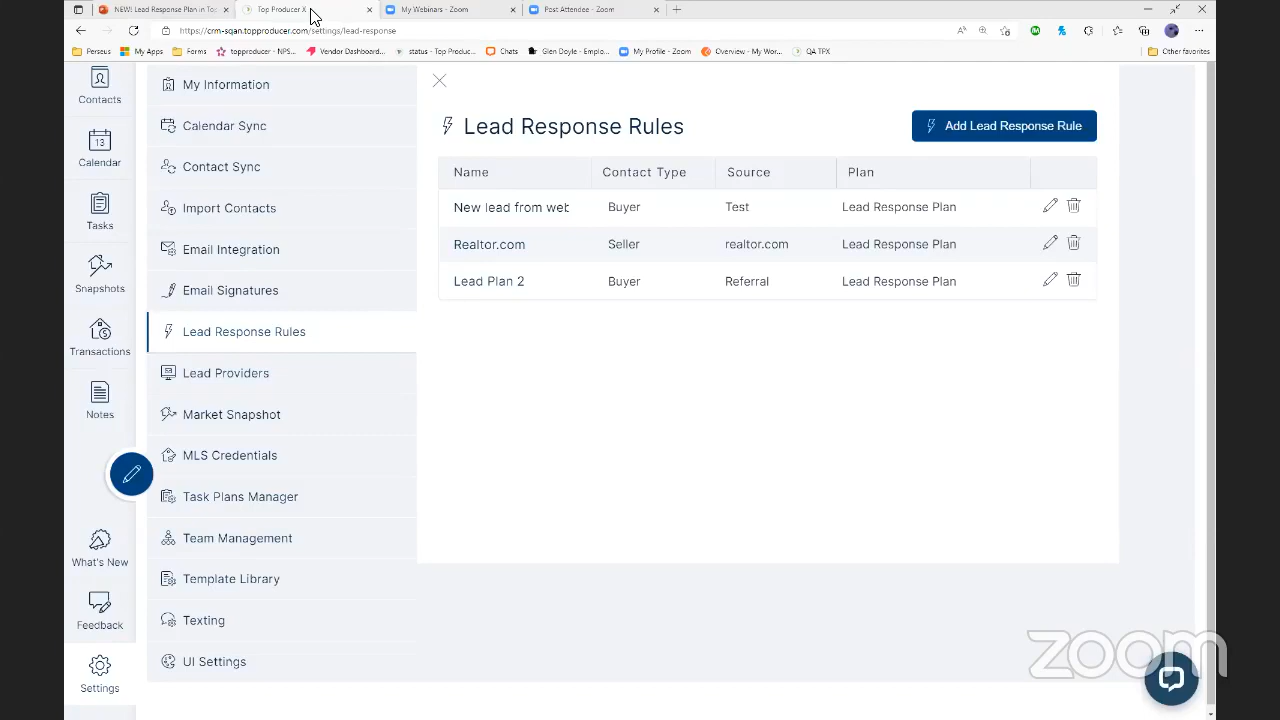 NEW! Lead Response Plan in To
Top Producer X
My Webinars - Zoom
Post Attendee - Zoom
https://crm-sqan.topproducer.com/settings/lead-response
Perseus
My Apps
Forms
topproducer - NPS...
Vendor Dashboard...
status - Top Produc...
Chats
Glen Doyle - Emplo...
My Profile - Zoom
Overview - My Wor...
QA TPX
Other favorites
Contacts
Calendar
13
Tasks
Snapshots
Transactions
Notes
What's New
Feedback
Settings
My Information
Calendar Sync
Contact Sync
Import Contacts
Email Integration
Email Signatures
Lead Response Rules
Lead Providers
Market Snapshot
MLS Credentials
Task Plans Manager
Team Management
Template Library
Texting
UI Settings
Lead Response Rules
Add Lead Response Rule
Name Contact Type Source Plan
New lead from web Buyer Test Lead Response Plan
Realtor.com Seller realtor.com Lead Response Plan
Lead Plan 2 Buyer Referral Lead Response Plan
zoom